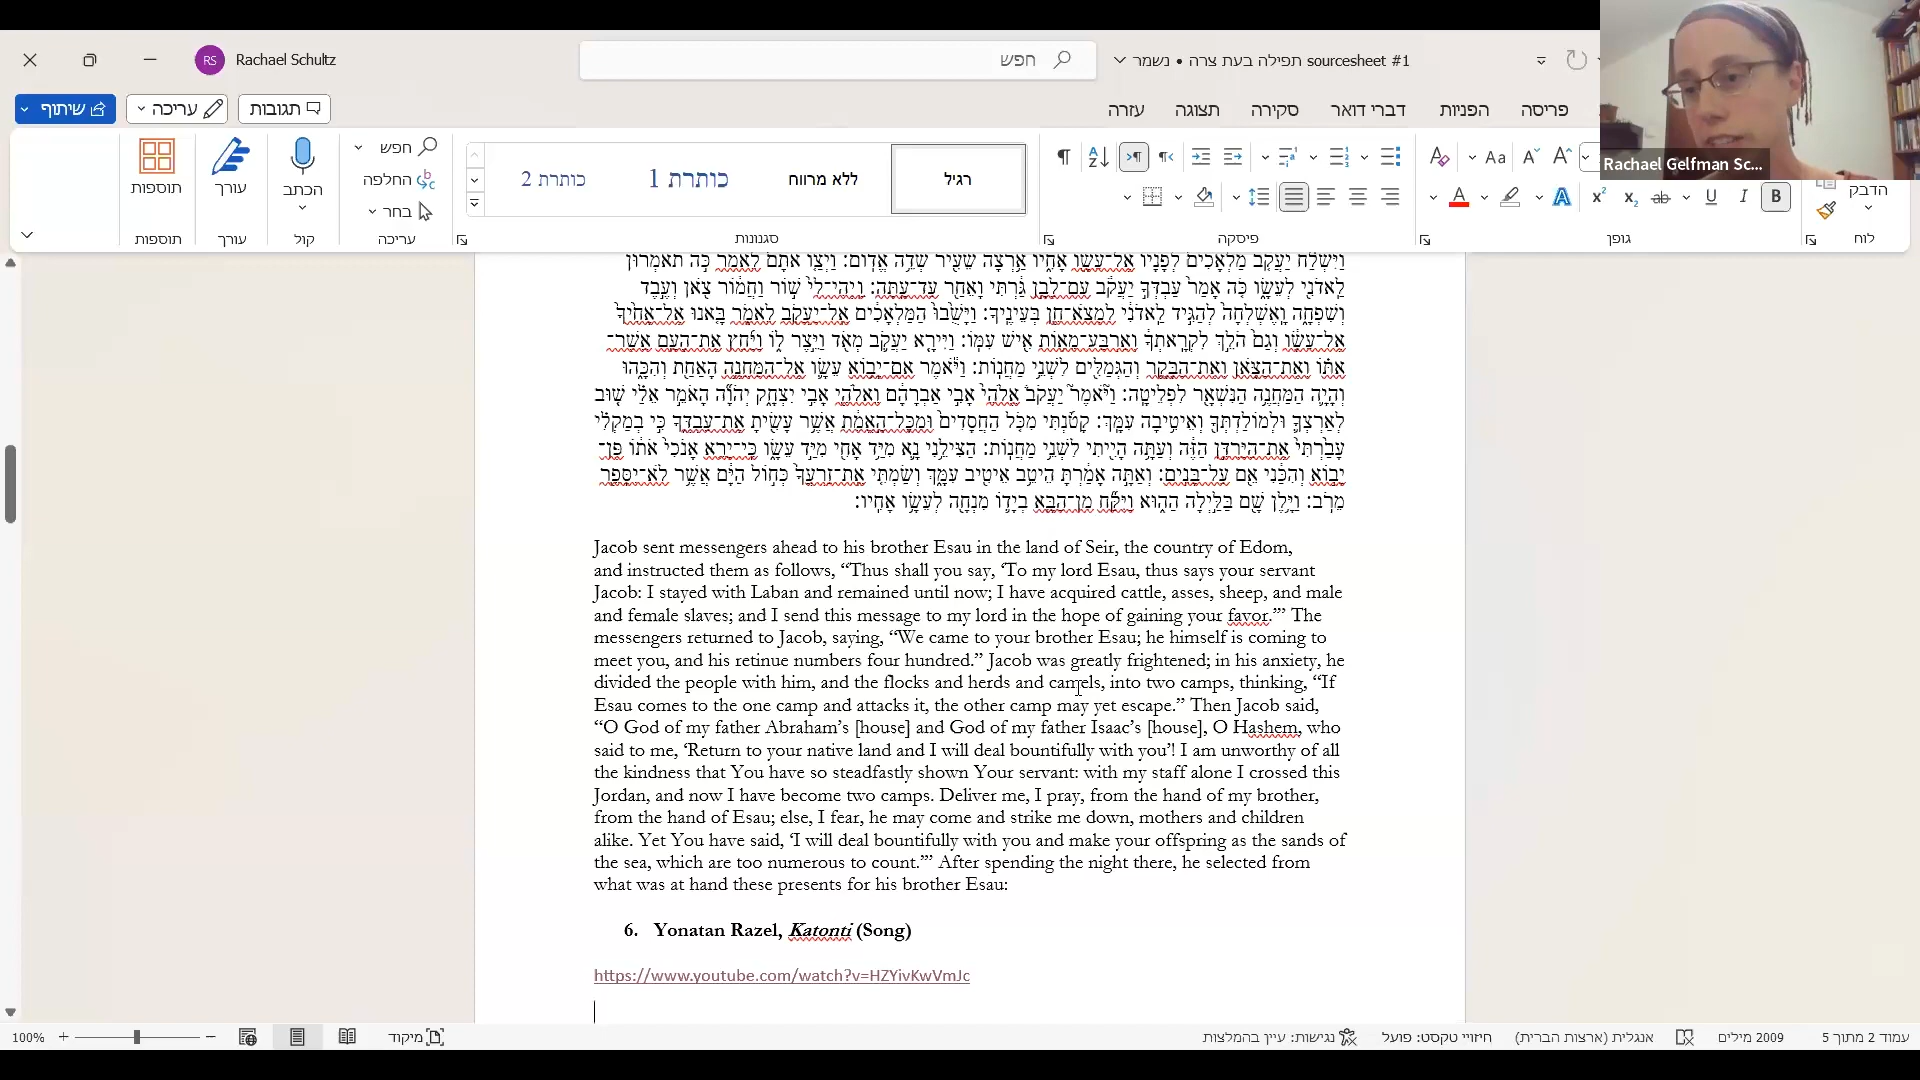 RS Rachael Schultz
חפש
sourcesheet #1 תפילה בעת צרה • נשמר
שיתוף
עריכה
תגובות
פריסה
הפניות
דברי דואר
סקירה
תצוגה
עזרה
Rachael Gelfman Sc...
הדבק
לוח
גופן
פיסקה
רגיל
ללא מרווח
כותרת 1
כותרת 2
סגנונות
חפש
החלפה
בחר
עריכה
הכתב
קול
עורך
עורך
תוספות
תוספות
וַיִּשְׁלַ֨ח יַעֲקֹ֤ב מַלְאָכִים֙ לְפָנָ֔יו אֶל־עֵשָׂ֖ו אָחִ֑יו אַ֥רְצָה שֵׂעִ֖יר שְׂדֵ֥ה אֱדֽוֹם׃ וַיְצַ֤ו אֹתָם֙ לֵאמֹ֔ר כֹּ֣ה תֹאמְר֔וּן
לַֽאדֹנִ֖י לְעֵשָׂ֑ו כֹּ֤ה אָמַר֙ עַבְדְּךָ֣ יַעֲקֹ֔ב עִם־לָבָ֣ן גַּ֔רְתִּי וָאֵחַ֖ר עַד־עָֽתָּה׃ וַֽיְהִי־לִי֙ שׁ֣וֹר וַחֲמ֔וֹר צֹ֖אן וְעֶ֣בֶד
וְשִׁפְחָ֑ה וָֽאֶשְׁלְחָה֙ לְהַגִּ֣יד לַֽאדֹנִ֔י לִמְצֹא־חֵ֖ן בְּעֵינֶֽיךָ׃ וַיָּשֻׁ֙בוּ֙ הַמַּלְאָכִ֔ים אֶֽל־יַעֲקֹ֖ב לֵאמֹ֑ר בָּ֤אנוּ אֶל־אָחִ֙יךָ֙
אֶל־עֵשָׂ֔ו וְגַם֙ הֹלֵ֣ךְ לִקְרָֽאתְךָ֔ וְאַרְבַּע־מֵא֥וֹת אִ֖ישׁ עִמּֽוֹ׃ וַיִּירָ֧א יַעֲקֹ֛ב מְאֹ֖ד וַיֵּ֣צֶר ל֑וֹ וַיַּ֜חַץ אֶת־הָעָ֣ם אֲשֶׁר־
אִתּ֗וֹ וְאֶת־הַצֹּ֧אן וְאֶת־הַבָּקָ֛ר וְהַגְּמַלִּ֖ים לִשְׁנֵ֥י מַחֲנֽוֹת׃ וַיֹּ֕אמֶר אִם־יָב֥וֹא עֵשָׂ֛ו אֶל־הַמַּחֲנֶ֥ה הָאַחַ֖ת וְהִכָּ֑הוּ
וְהָיָ֛ה הַמַּחֲנֶ֥ה הַנִּשְׁאָ֖ר לִפְלֵיטָֽה׃ וַיֹּ֘אמֶר֮ יַעֲקֹב֒ אֱלֹהֵי֙ אָבִ֣י אַבְרָהָ֔ם וֵאלֹהֵ֖י אָבִ֣י יִצְחָ֑ק יְהֹוָ֞ה הָאֹמֵ֣ר אֵלַ֗י שׁ֧וּב
לְאַרְצְךָ֛ וּלְמוֹלַדְתְּךָ֖ וְאֵיטִ֥יבָה עִמָּֽךְ׃ קָטֹ֜נְתִּי מִכֹּ֤ל הַחֲסָדִים֙ וּמִכׇּל־הָ֣אֱמֶ֔ת אֲשֶׁ֥ר עָשִׂ֖יתָ אֶת־עַבְדֶּ֑ךָ כִּ֣י בְמַקְלִ֗י
עָבַ֙רְתִּי֙ אֶת־הַיַּרְדֵּ֣ן הַזֶּ֔ה וְעַתָּ֥ה הָיִ֖יתִי לִשְׁנֵ֥י מַחֲנֽוֹת׃ הַצִּילֵ֥נִי נָ֛א מִיַּ֥ד אָחִ֖י מִיַּ֣ד עֵשָׂ֑ו כִּֽי־יָרֵ֤א אָנֹכִי֙ אֹת֔וֹ פֶּן־
יָב֣וֹא וְהִכַּ֔נִי אֵ֖ם עַל־בָּנִֽים׃ וְאַתָּ֣ה אָמַ֔רְתָּ הֵיטֵ֥ב אֵיטִ֖יב עִמָּ֑ךְ וְשַׂמְתִּ֤י אֶֽת־זַרְעֲךָ֙ כְּח֣וֹל הַיָּ֔ם אֲשֶׁ֥ר לֹא־יִסָּפֵ֖ר
מֵרֹֽב׃ וַיָּ֥לֶן שָׁ֖ם בַּלַּ֣יְלָה הַה֑וּא וַיִּקַּ֞ח מִן־הַבָּ֧א בְיָד֛וֹ מִנְחָ֖ה לְעֵשָׂ֥ו אָחִֽיו׃
Jacob sent messengers ahead to his brother Esau in the land of Seir, the country of Edom,
and instructed them as follows, “Thus shall you say, ‘To my lord Esau, thus says your servant
Jacob: I stayed with Laban and remained until now; I have acquired cattle, asses, sheep, and male
and female slaves; and I send this message to my lord in the hope of gaining your favor.’” The
messengers returned to Jacob, saying, “We came to your brother Esau; he himself is coming to
meet you, and his retinue numbers four hundred.” Jacob was greatly frightened; in his anxiety, he
divided the people with him, and the flocks and herds and camels, into two camps, thinking, “If
Esau comes to the one camp and attacks it, the other camp may yet escape.” Then Jacob said,
“O God of my father Abraham’s [house] and God of my father Isaac’s [house], O Hashem, who
said to me, ‘Return to your native land and I will deal bountifully with you’! I am unworthy of all
the kindness that You have so steadfastly shown Your servant: with my staff alone I crossed this
Jordan, and now I have become two camps. Deliver me, I pray, from the hand of my brother,
from the hand of Esau; else, I fear, he may come and strike me down, mothers and children
alike. Yet You have said, ‘I will deal bountifully with you and make your offspring as the sands of
the sea, which are too numerous to count.’” After spending the night there, he selected from
what was at hand these presents for his brother Esau:
6. Yonatan Razel, Katonti (Song)
https://www.youtube.com/watch?v=HZYivKwVmJc
עמוד 2 מתוך 5
2009 מילים
אנגלית (ארצות הברית)
חיזויי טקסט: פועל
נגישות: עיין בהמלצות
מיקוד
100%